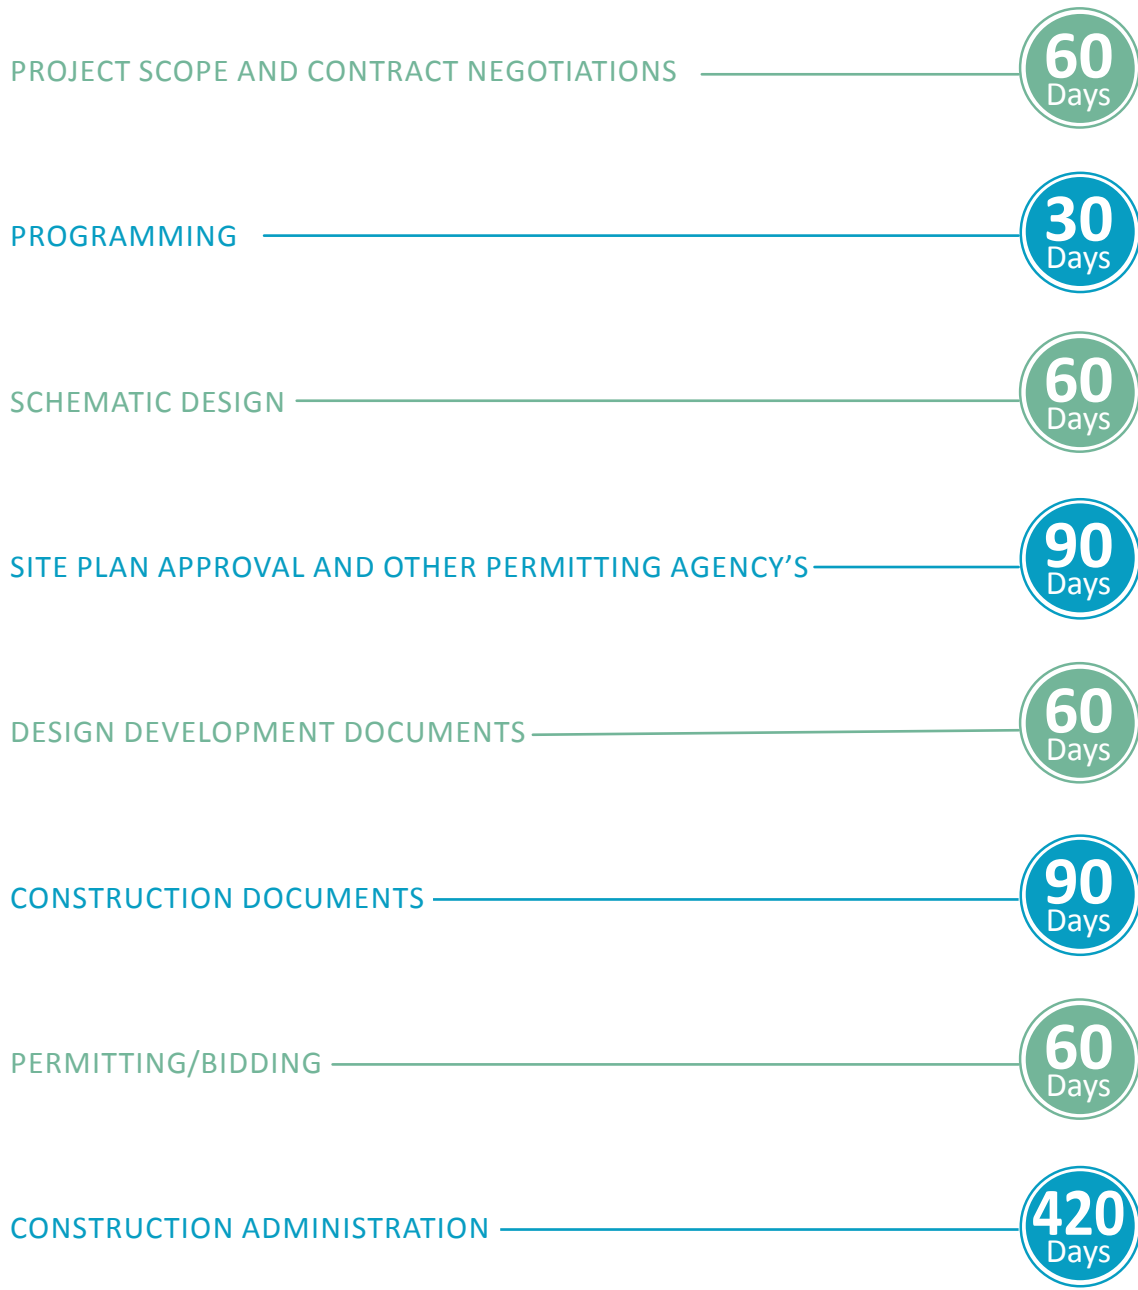 PROJECT SCOPE AND CONTRACT NEGOTIATIONS
60
Days
PROGRAMMING
30
Days
SCHEMATIC DESIGN
60
Days
SITE PLAN APPROVAL AND OTHER PERMITTING AGENCY’S
90
Days
DESIGN DEVELOPMENT DOCUMENTS
60
Days
CONSTRUCTION DOCUMENTS
90
Days
PERMITTING/BIDDING
60
Days
CONSTRUCTION ADMINISTRATION
420
Days